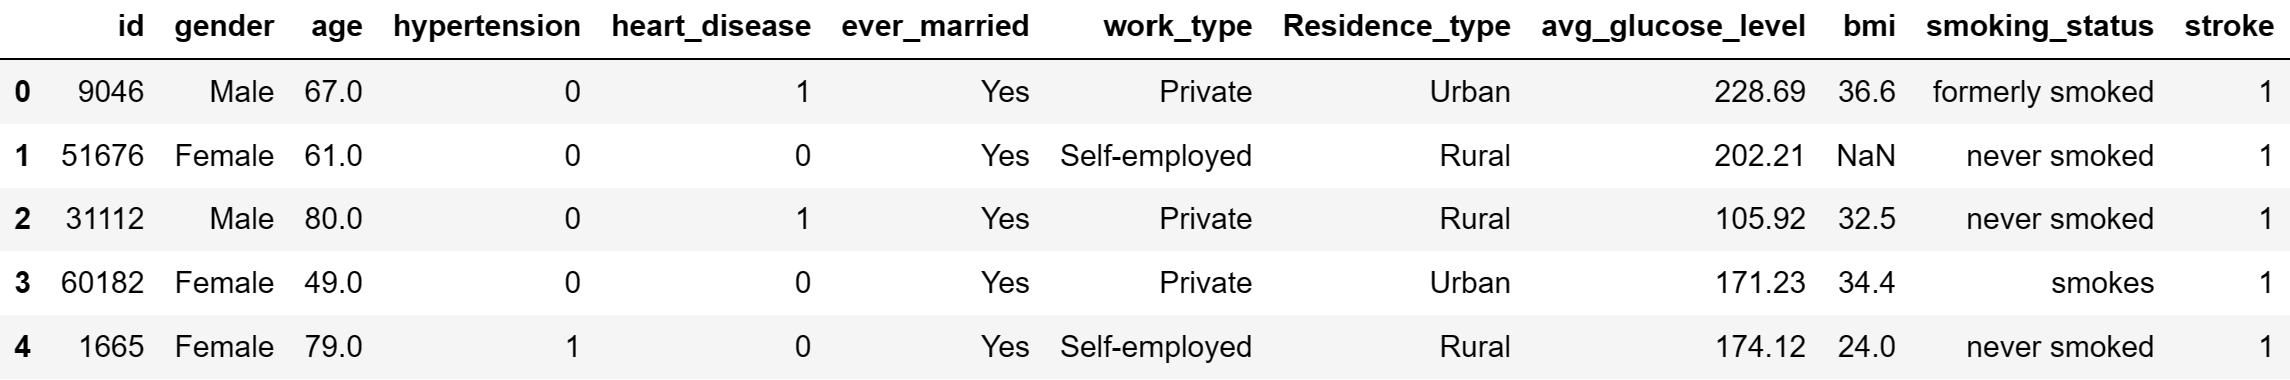 id gender age hypertension heart_disease ever_married work_type Residence_type avg_glucose_level bmi smoking_status stroke
0 9046 Male 67.0 0 1 Yes Private Urban 228.69 36.6 formerly smoked 1
1 51676 Female 61.0 0 0 Yes Self-employed Rural 202.21 NaN never smoked 1
2 31112 Male 80.0 0 1 Yes Private Rural 105.92 32.5 never smoked 1
3 60182 Female 49.0 0 0 Yes Private Urban 171.23 34.4 smokes 1
4 1665 Female 79.0 1 0 Yes Self-employed Rural 174.12 24.0 never smoked 1